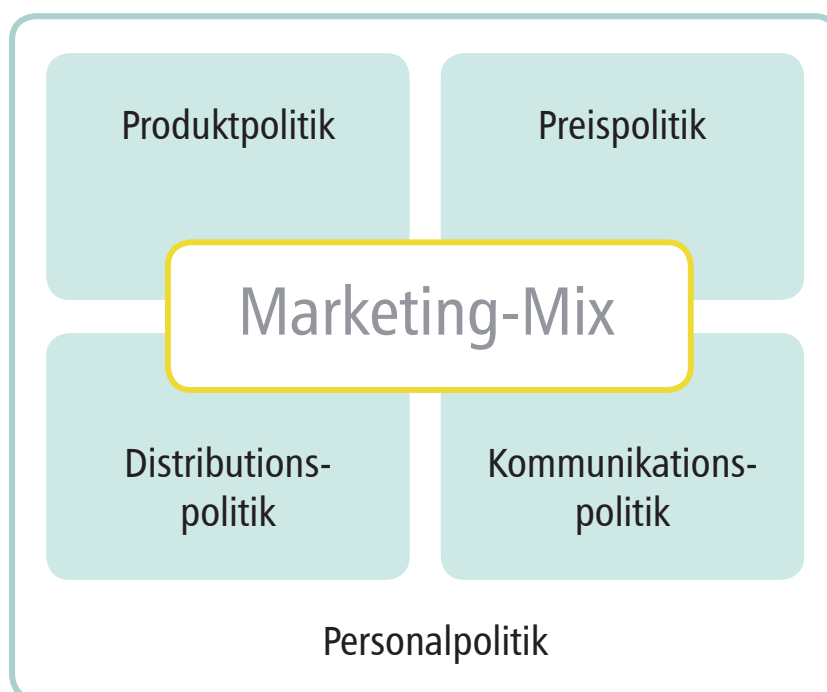 Produktpolitik
Preispolitik
Marketing-Mix
Distributions-
politik
Kommunikations-
politik
Personalpolitik